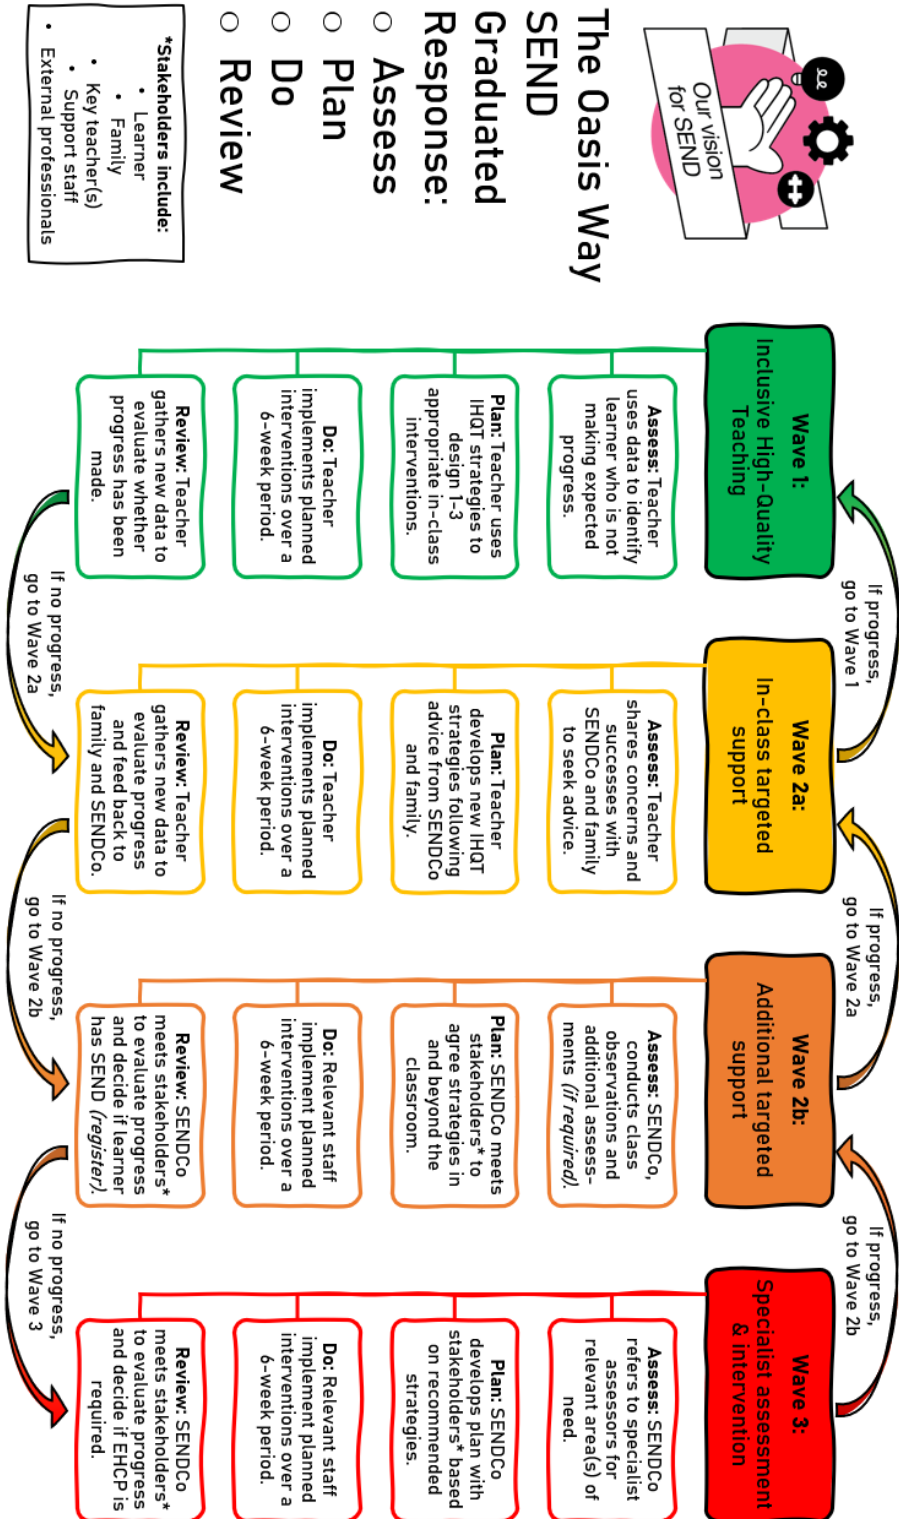 Our vision
for SEND
The Oasis Way
SEND
Graduated
Response:
○ Assess
○ Plan
○ Do
○ Review
*Stakeholders include:
• Learner
• Family
• Key teacher(s)
• Support staff
• External professionals
If progress,
go to Wave 1
If progress,
go to Wave 2a
If progress,
go to Wave 2b
Wave 1:
Inclusive High-Quality
Teaching
Assess: Teacher
uses data to identify
learner who is not
making expected
progress.
Plan: Teacher uses
IHQT strategies to
design 1-3
appropriate in-class
interventions.
Do: Teacher
implements planned
interventions over a
6-week period.
Review: Teacher
gathers new data to
evaluate whether
progress has been
made.
Wave 2a:
In-class targeted
support
Assess: Teacher
shares concerns and
successes with
SENDCo and family
to seek advice.
Plan: Teacher
develops new IHQT
strategies following
advice from SENDCo
and family.
Do: Teacher
implements planned
interventions over a
6-week period.
Review: Teacher
gathers new data to
evaluate progress
and feed back to
family and SENDCo.
Wave 2b:
Additional targeted
support
Assess: SENDCo,
conducts class
observations and
additional assess-
ments (if required).
Plan: SENDCo meets
stakeholders* to
agree strategies in
and beyond the
classroom.
Do: Relevant staff
implement planned
interventions over a
6-week period.
Review: SENDCo
meets stakeholders*
to evaluate progress
and decide if learner
has SEND (register).
Wave 3:
Specialist assessment
& intervention
Assess: SENDCo
refers to specialist
assessors for
relevant area(s) of
need.
Plan: SENDCo
develops plan with
stakeholders* based
on recommended
strategies.
Do: Relevant staff
implement planned
interventions over a
6-week period.
Review: SENDCo
meets stakeholders*
to evaluate progress
and decide if EHCP is
required.
If no progress,
go to Wave 2a
If no progress,
go to Wave 2b
If no progress,
go to Wave 3